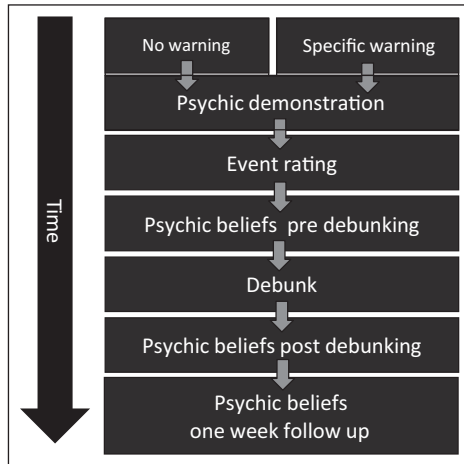 Time
No warning
Specific warning
Psychic demonstration
Event rating
Psychic beliefs pre debunking
Debunk
Psychic beliefs post debunking
Psychic beliefs
one week follow up